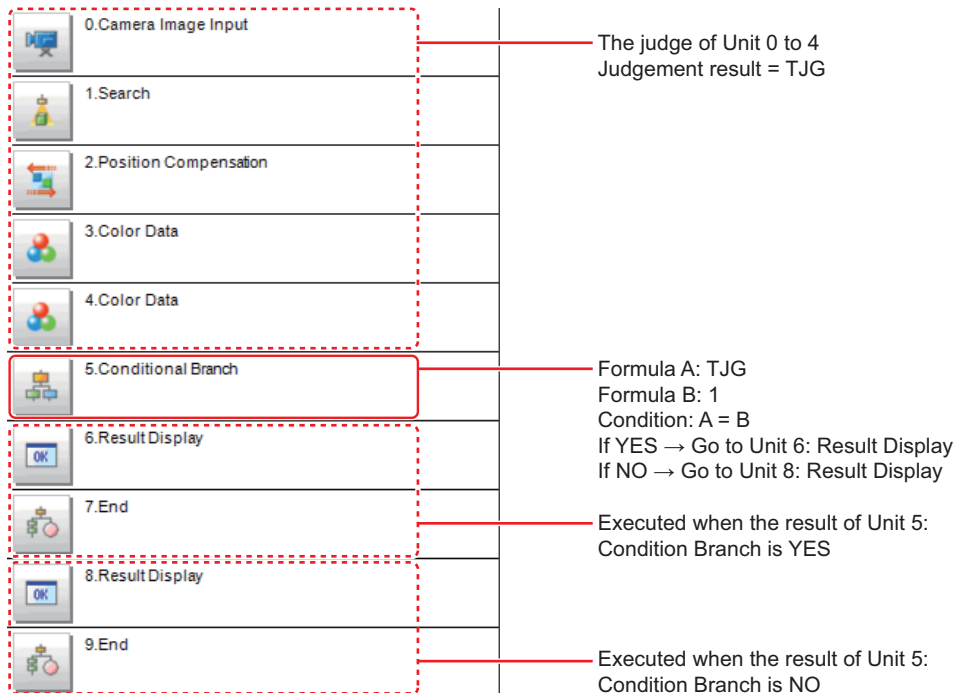 0.Camera Image Input
The judge of Unit 0 to 4
Judgement result = TJG
1.Search
2.Position Compensation
3.Color Data
4.Color Data
5.Conditional Branch
Formula A: TJG
Formula B: 1
Condition: A = B
If YES → Go to Unit 6: Result Display
If NO → Go to Unit 8: Result Display
6.Result Display
OK
7.End
Executed when the result of Unit 5:
Condition Branch is YES
8.Result Display
OK
9.End
Executed when the result of Unit 5:
Condition Branch is NO